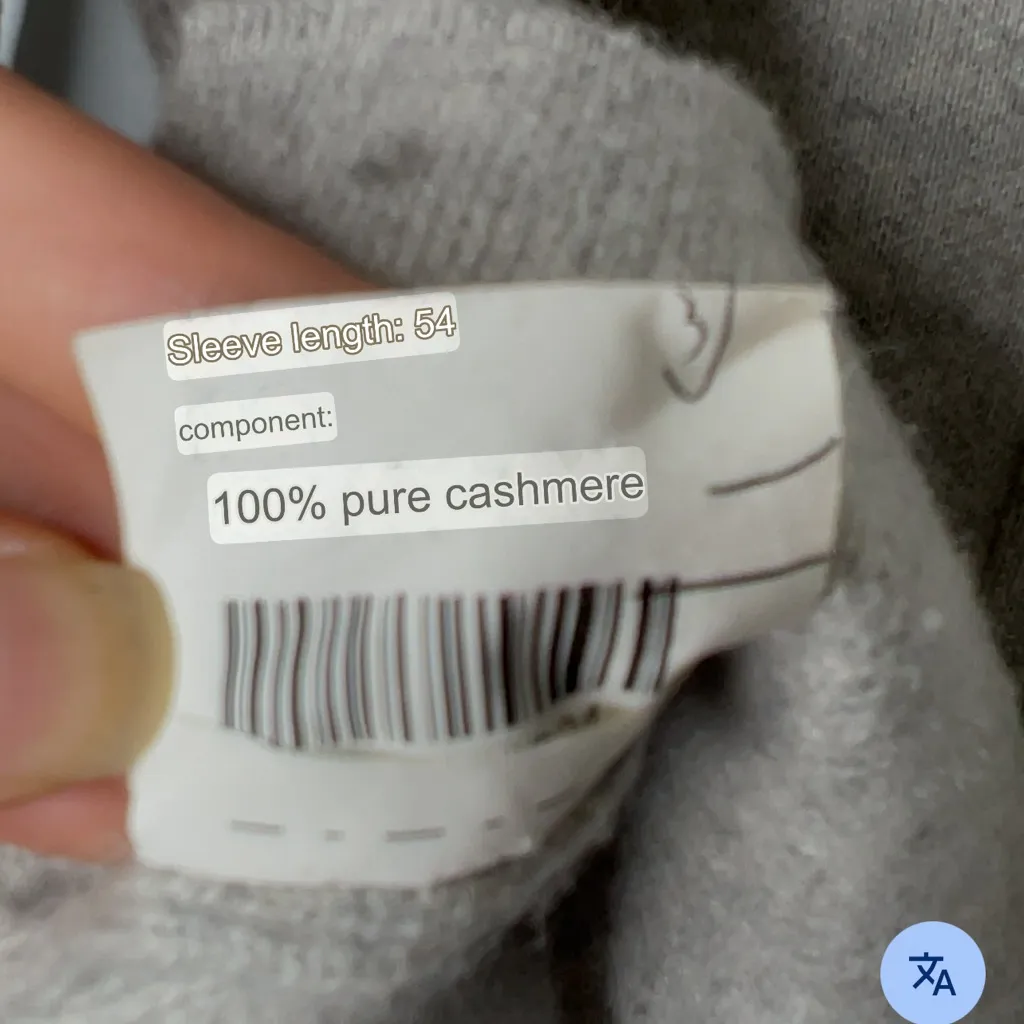 Sleeve length: 54
component:
100% pure cashmere